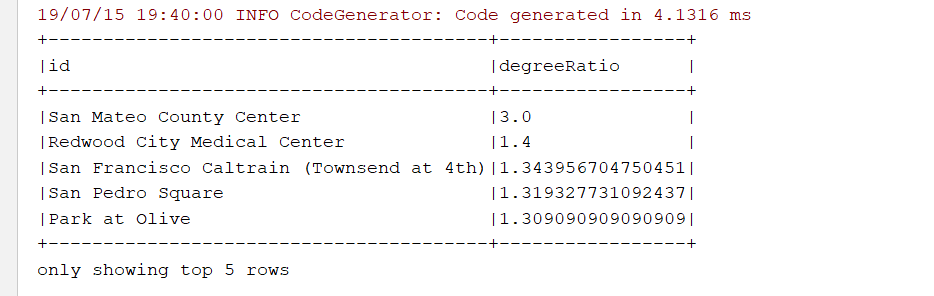 19/07/15 19:40:00 INFO CodeGenerator: Code generated in 4.1316 ms
+----------------------------------------+-----------------+
|id                                      |degreeRatio      |
+----------------------------------------+-----------------+
|San Mateo County Center                 |3.0              |
|Redwood City Medical Center             |1.4              |
|San Francisco Caltrain (Townsend at 4th)|1.343956704750451|
|San Pedro Square                        |1.319327731092437|
|Park at Olive                           |1.309090909090909|
+----------------------------------------+-----------------+
only showing top 5 rows